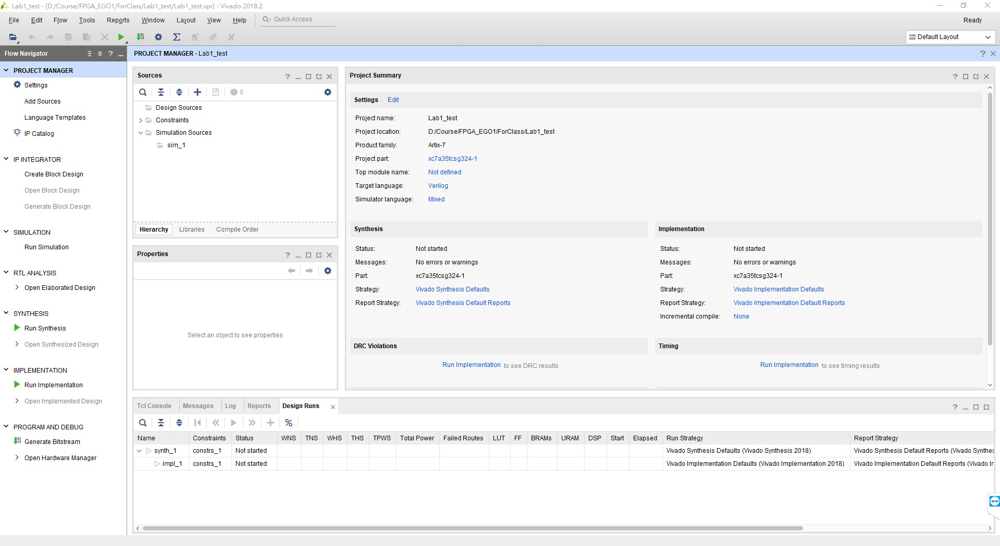 Lab1_test - [D:/Course/FPGA_EGO1/ForClass/Lab1_test/Lab1_test.xpr] - Vivado 2018.2
File Edit Flow Tools Reports Window Layout View Help Quick Access Ready
Default Layout
Flow Navigator
PROJECT MANAGER
Settings
Add Sources
Language Templates
IP Catalog
IP INTEGRATOR
Create Block Design
Open Block Design
Generate Block Design
SIMULATION
Run Simulation
RTL ANALYSIS
Open Elaborated Design
SYNTHESIS
Run Synthesis
Open Synthesized Design
IMPLEMENTATION
Run Implementation
Open Implemented Design
PROGRAM AND DEBUG
Generate Bitstream
Open Hardware Manager
PROJECT MANAGER - Lab1_test
Sources
0
Design Sources
Constraints
Simulation Sources
sim_1
Hierarchy Libraries Compile Order
Properties
Select an object to see properties
Project Summary
Settings Edit
Project name: Lab1_test
Project location: D:/Course/FPGA_EGO1/ForClass/Lab1_test
Product family: Artix-7
Project part: xc7a35tcsg324-1
Top module name: Not defined
Target language: Verilog
Simulator language: Mixed
Synthesis
Status: Not started
Messages: No errors or warnings
Part: xc7a35tcsg324-1
Strategy: Vivado Synthesis Defaults
Report Strategy: Vivado Synthesis Default Reports
Implementation
Status: Not started
Messages: No errors or warnings
Part: xc7a35tcsg324-1
Strategy: Vivado Implementation Defaults
Report Strategy: Vivado Implementation Default Reports
Incremental compile: None
DRC Violations
Run Implementation to see DRC results
Timing
Run Implementation to see timing results
Tcl Console Messages Log Reports Design Runs
Name Constraints Status WNS TNS WHS THS TPWS Total Power Failed Routes LUT FF BRAMs URAM DSP Start Elapsed Run Strategy Report Strategy
synth_1 constrs_1 Not started Vivado Synthesis Defaults (Vivado Synthesis 2018) Vivado Synthesis Default Reports (Vivado Synthes
impl_1 constrs_1 Not started Vivado Implementation Defaults (Vivado Implementation 2018) Vivado Implementation Default Reports (Vivado Ir